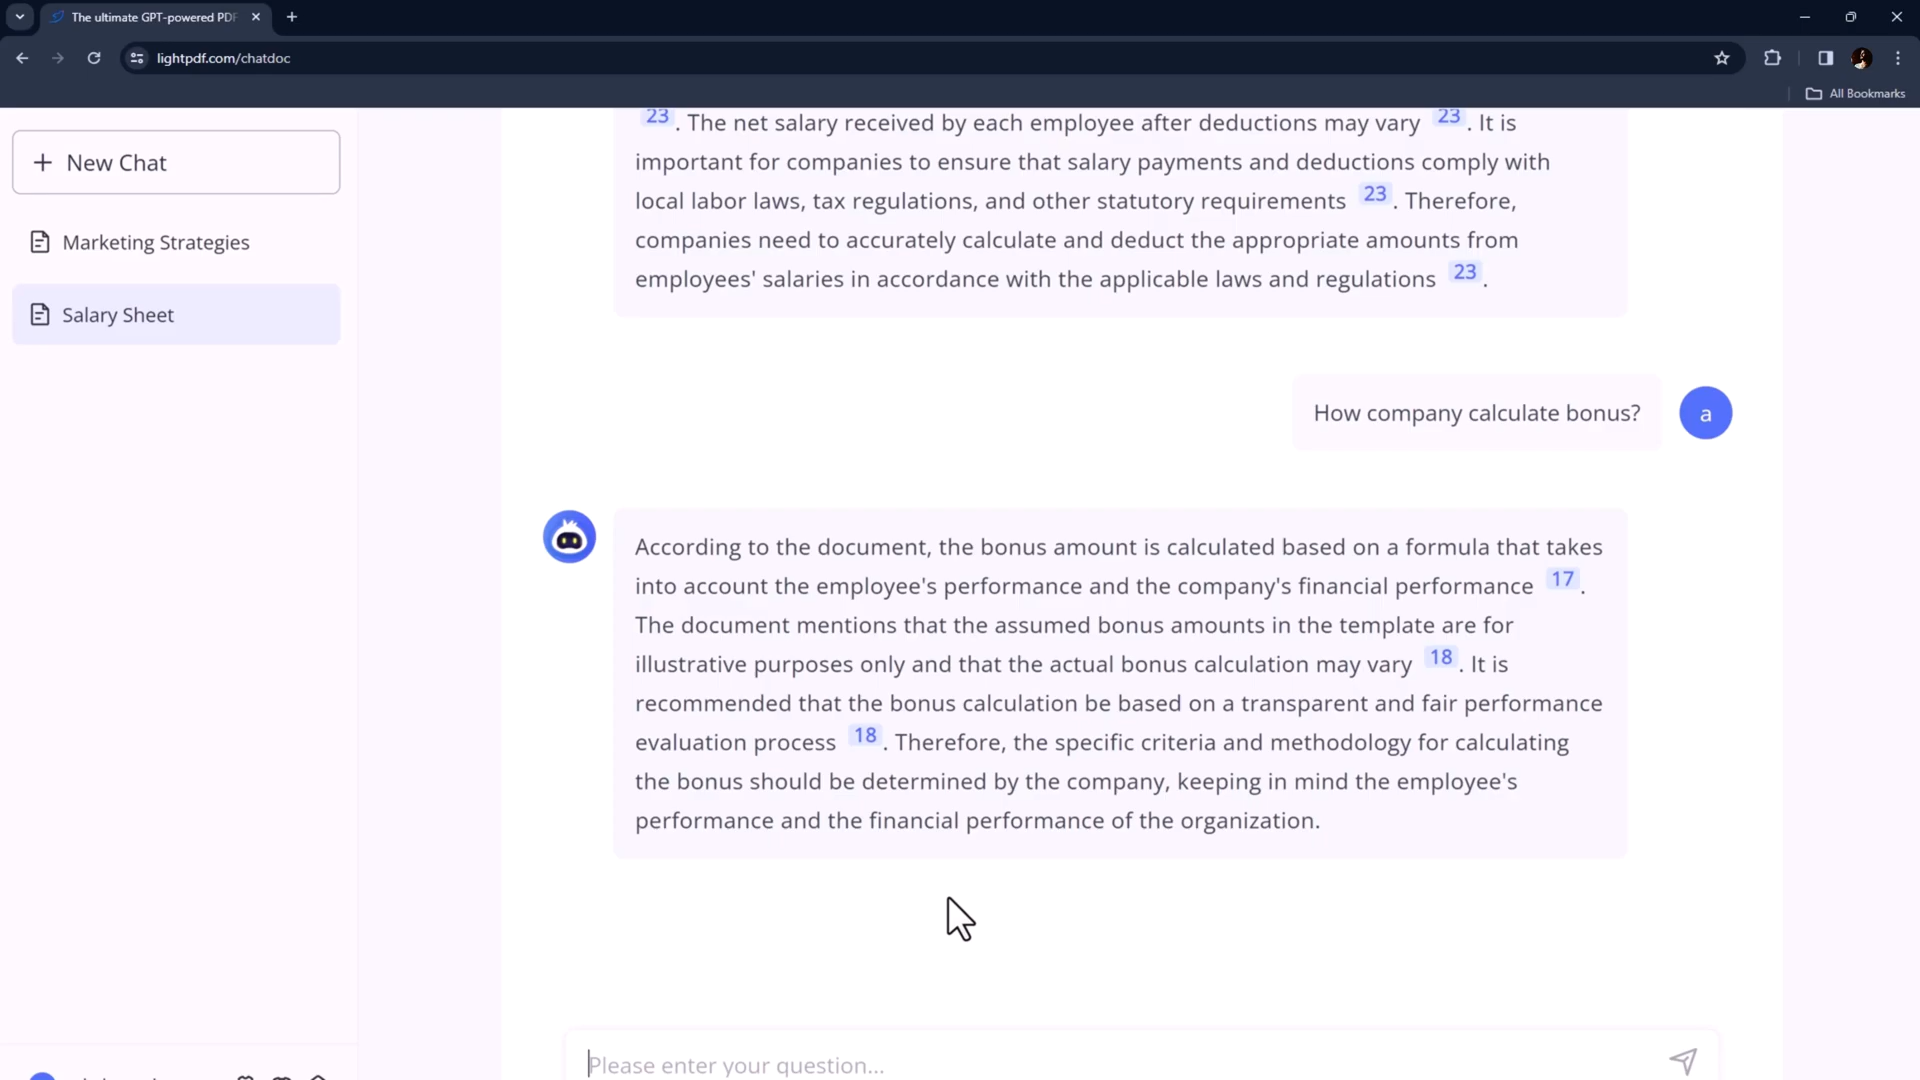 The ultimate GPT-powered PDF
lightpdf.com/chatdoc
All Bookmarks
New Chat
Marketing Strategies
Salary Sheet
23 . The net salary received by each employee after deductions may vary 23 . It is
important for companies to ensure that salary payments and deductions comply with
local labor laws, tax regulations, and other statutory requirements 23 . Therefore,
companies need to accurately calculate and deduct the appropriate amounts from
employees' salaries in accordance with the applicable laws and regulations 23 .
How company calculate bonus?
a
According to the document, the bonus amount is calculated based on a formula that takes
into account the employee's performance and the company's financial performance 17 .
The document mentions that the assumed bonus amounts in the template are for
illustrative purposes only and that the actual bonus calculation may vary 18 . It is
recommended that the bonus calculation be based on a transparent and fair performance
evaluation process 18 . Therefore, the specific criteria and methodology for calculating
the bonus should be determined by the company, keeping in mind the employee's
performance and the financial performance of the organization.
Please enter your question...